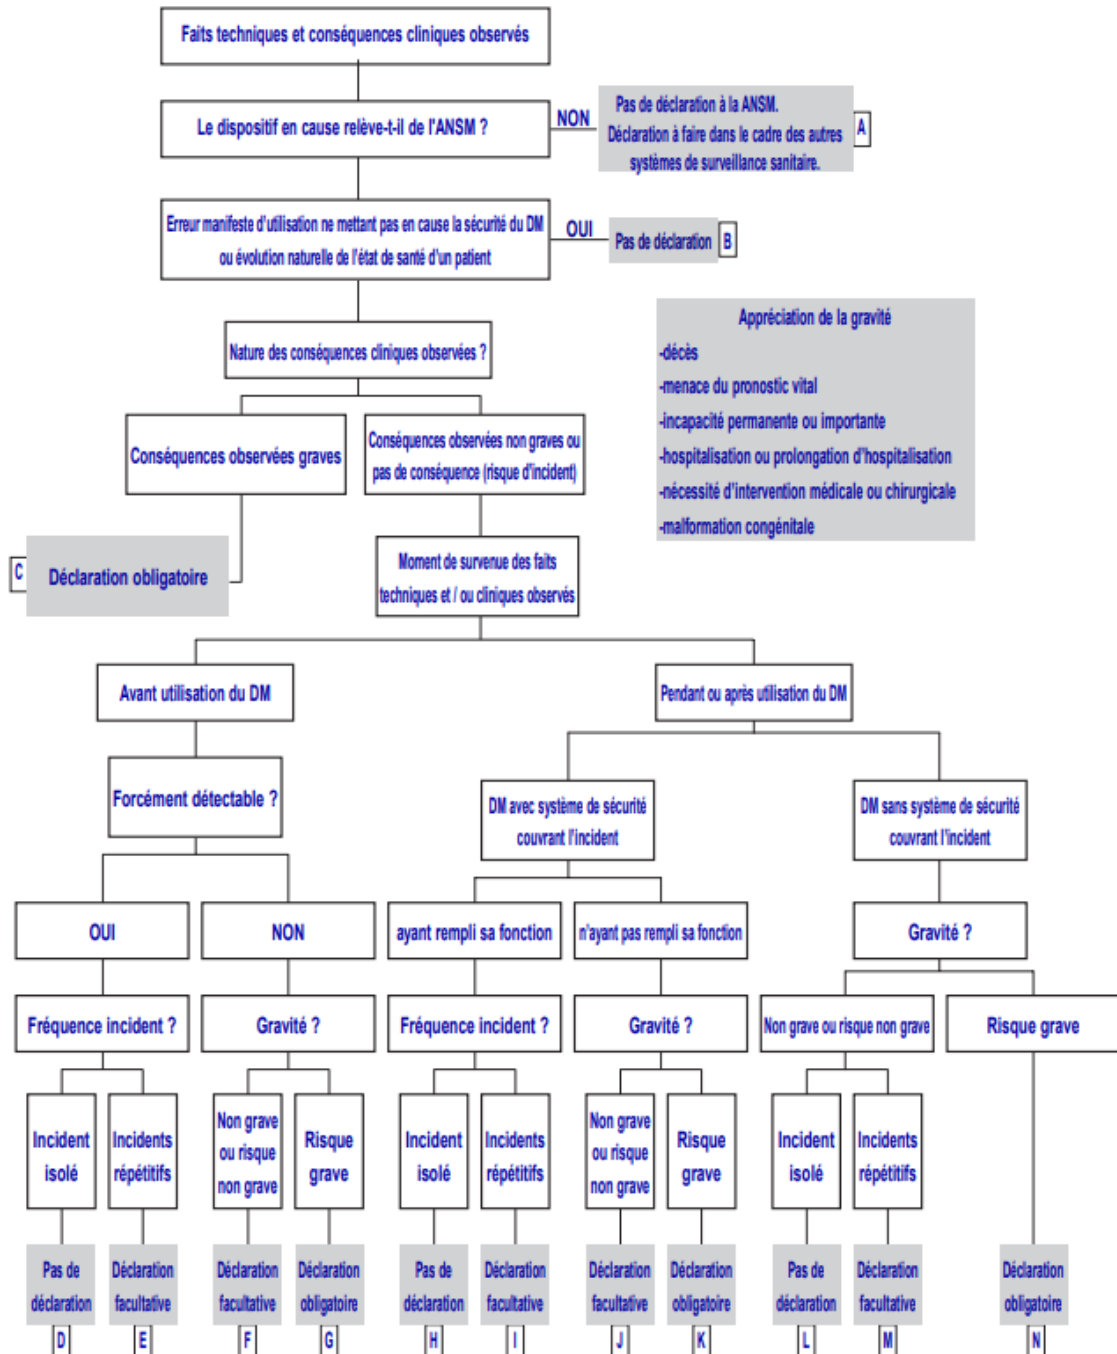 Faits techniques et conséquences cliniques observés
Le dispositif en cause relève-t-il de l'ANSM ?
NON
Pas de déclaration à la ANSM.
Déclaration à faire dans le cadre des autres
systèmes de surveillance sanitaire.
A
Erreur manifeste d'utilisation ne mettant pas en cause la sécurité du DM
ou évolution naturelle de l'état de santé d'un patient
OUI
Pas de déclaration
B
Nature des conséquences cliniques observées ?
Appréciation de la gravité
-décès
-menace du pronostic vital
-incapacité permanente ou importante
-hospitalisation ou prolongation d'hospitalisation
-nécessité d'intervention médicale ou chirurgicale
-malformation congénitale
Conséquences observées graves
Conséquences observées non graves ou
pas de conséquence (risque d'incident)
C
Déclaration obligatoire
Moment de survenue des faits
techniques et / ou cliniques observés
Avant utilisation du DM
Pendant ou après utilisation du DM
Forcément détectable ?
DM avec système de sécurité
couvrant l'incident
DM sans système de sécurité
couvrant l'incident
OUI
NON
ayant rempli sa fonction
n'ayant pas rempli sa fonction
Gravité ?
Fréquence incident ?
Gravité ?
Fréquence incident ?
Gravité ?
Non grave ou risque non grave
Risque grave
Incident
isolé
Incidents
répétitifs
Non grave
ou risque
non grave
Risque
grave
Incident
isolé
Incidents
répétitifs
Non grave
ou risque
non grave
Risque
grave
Incident
isolé
Incidents
répétitifs
Pas de
déclaration
Déclaration
facultative
Déclaration
facultative
Déclaration
obligatoire
Pas de
déclaration
Déclaration
facultative
Déclaration
facultative
Déclaration
obligatoire
Pas de
déclaration
Déclaration
facultative
Déclaration
obligatoire
D
E
F
G
H
I
J
K
L
M
N